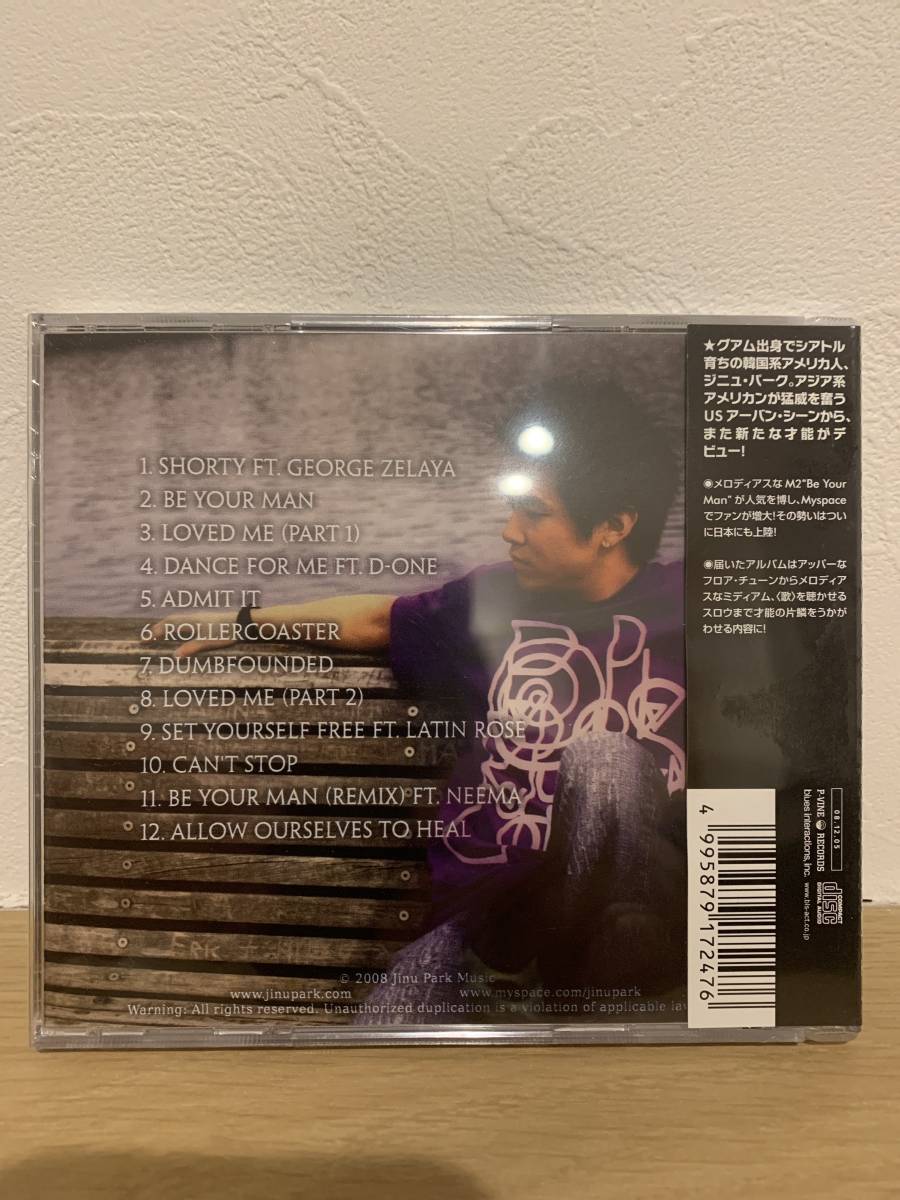 1. SHORTY FT. GEORGE ZELAYA
2. BE YOUR MAN
3. LOVED ME (PART 1)
4. DANCE FOR ME FT. D-ONE
5. ADMIT IT
6. ROLLERCOASTER
7. DUMBFOUNDED
8. LOVED ME (PART 2)
9. SET YOURSELF FREE FT. LATIN ROSE
10. CAN'T STOP
11. BE YOUR MAN (REMIX) FT. NEEMA
12. ALLOW OURSELVES TO HEAL
© 2008 Jinu Park Music
www.jinupark.com www.myspace.com/jinupark
Warning: All rights reserved. Unauthorized duplication is a violation of applicable law
★グアム出身でシアトル
育ちの韓国系アメリカ人、
ジニュ・パーク。アジア系
アメリカンが猛威を奮う
US アーバン・シーンから、
また新たな才能がデ
ビュー!
◉メロディアスな M2"Be Your
Man" が人気を博し、Myspace
でファンが増大!その勢いはつい
に日本にも上陸!
◉届いたアルバムはアッパーな
フロア・チューンからメロディア
スなミディアム、〈歌〉を聴かせる
スロウまで才能の片鱗をうかが
わせる内容に!
4 995879 172476
08.12.05
P-VINE RECORDS
blues interactions, inc. www.bls-act.co.jp
COMPACT
disc
DIGITAL AUDIO